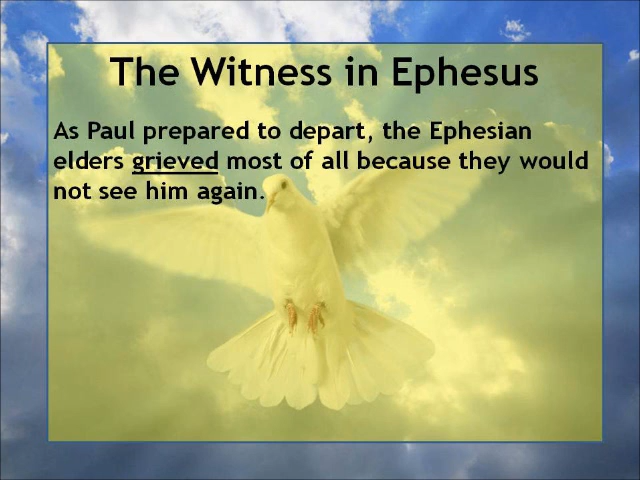 The Witness in Ephesus
As Paul prepared to depart, the Ephesian
elders grieved most of all because they would
not see him again.